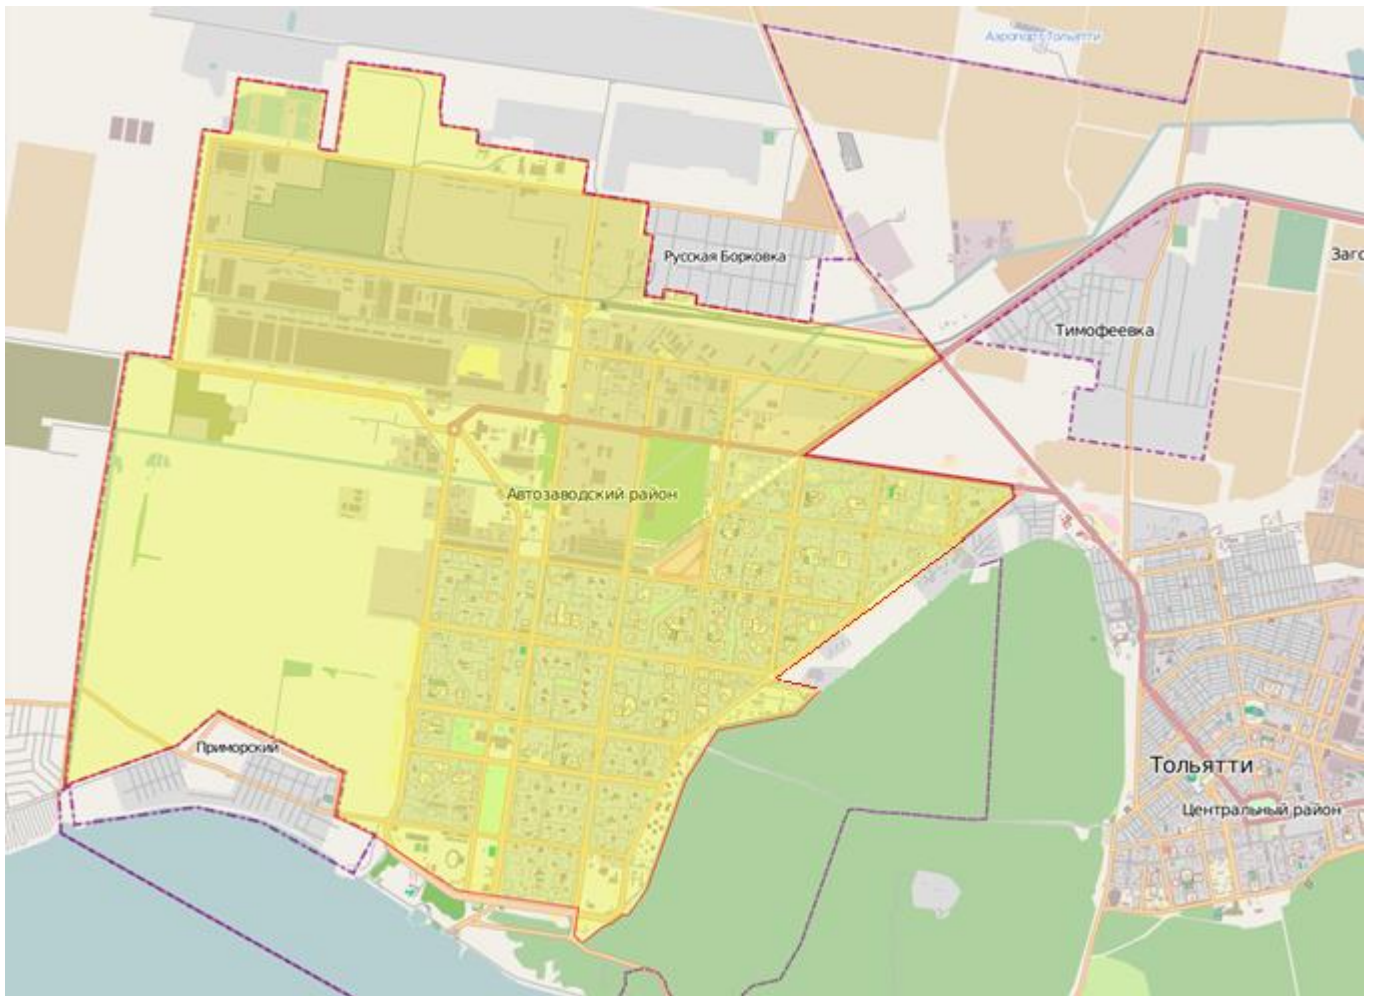 Аэропорт Тольятти
Русская Борковка
Заго
Тимофеевка
Автозаводский район
Приморский
Тольятти
Центральный район